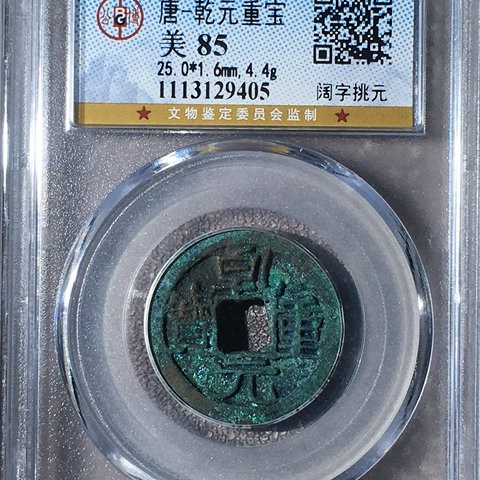 唐-乾元重宝
美 85
25.0*1.6mm,4.4g
1113129405
阔字挑元
★ 文物鉴定委员会监制 ★
乾元重寶